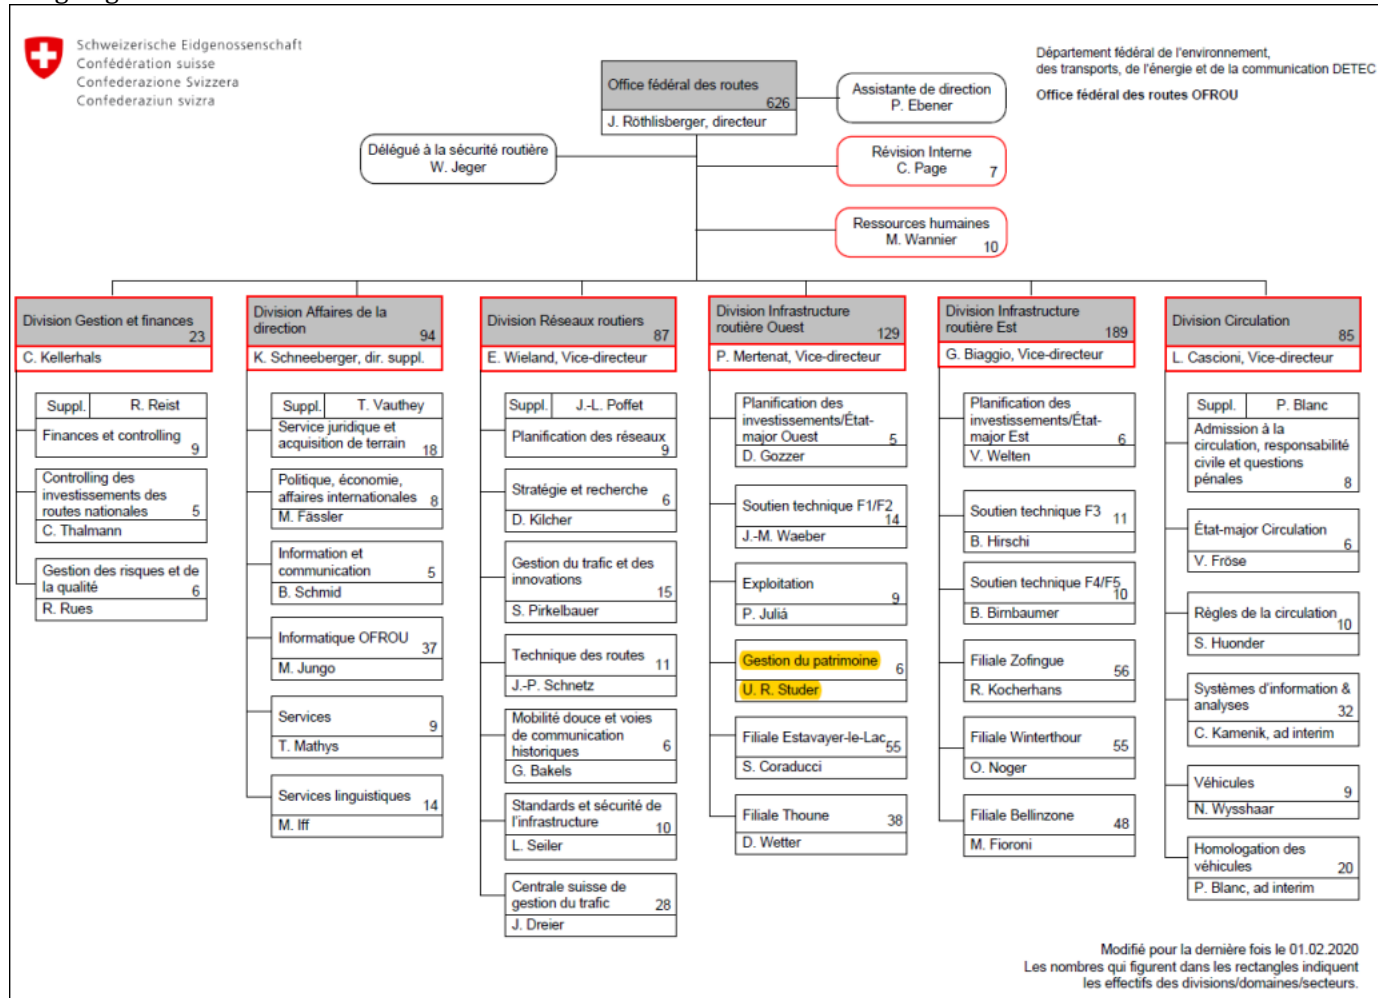 Schweizerische Eidgenossenschaft
Confédération suisse
Confederazione Svizzera
Confederaziun svizra
Département fédéral de l'environnement,
des transports, de l'énergie et de la communication DETEC
Office fédéral des routes OFROU
Office fédéral des routes
626
J. Röthlisberger, directeur
Assistante de direction
P. Ebener
Délégué à la sécurité routière
W. Jeger
Révision Interne
C. Page
7
Ressources humaines
M. Wannier
10
Division Gestion et finances
23
C. Kellerhals
Suppl. R. Reist
Finances et controlling
9
Controlling des
investissements des
routes nationales
5
C. Thalmann
Gestion des risques et de
la qualité
6
R. Rues
Division Affaires de la
direction
94
K. Schneeberger, dir. suppl.
Suppl. T. Vauthey
Service juridique et
acquisition de terrain
18
Politique, économie,
affaires internationales
8
M. Fässler
Information et
communication
5
B. Schmid
Informatique OFROU
37
M. Jungo
Services
9
T. Mathys
Services linguistiques
14
M. Iff
Division Réseaux routiers
87
E. Wieland, Vice-directeur
Suppl. J.-L. Poffet
Planification des réseaux
9
Stratégie et recherche
6
D. Kilcher
Gestion du trafic et des
innovations
15
S. Pirkelbauer
Technique des routes
11
J.-P. Schnetz
Mobilité douce et voies
de communication
historiques
6
G. Bakels
Standards et sécurité de
l'infrastructure
10
L. Seiler
Centrale suisse de
gestion du trafic
28
J. Dreier
Division Infrastructure
routière Ouest
129
P. Mertenat, Vice-directeur
Planification des
investissements/État-
major Ouest
5
D. Gozzer
Soutien technique F1/F2
14
J.-M. Waeber
Exploitation
9
P. Juliá
Gestion du patrimoine
6
U. R. Studer
Filiale Estavayer-le-Lac
55
S. Coraducci
Filiale Thoune
38
D. Wetter
Division Infrastructure
routière Est
189
G. Biaggio, Vice-directeur
Planification des
investissements/État-
major Est
6
V. Welten
Soutien technique F3
11
B. Hirschi
Soutien technique F4/F5
10
B. Birnbaumer
Filiale Zofingue
56
R. Kocherhans
Filiale Winterthour
55
O. Noger
Filiale Bellinzone
48
M. Fioroni
Division Circulation
85
L. Cascioni, Vice-directeur
Suppl. P. Blanc
Admission à la
circulation, responsabilité
civile et questions
pénales
8
État-major Circulation
6
V. Fröse
Règles de la circulation
10
S. Huonder
Systèmes d'information &
analyses
32
C. Kamenik, ad interim
Véhicules
9
N. Wysshaar
Homologation des
véhicules
20
P. Blanc, ad interim
Modifié pour la dernière fois le 01.02.2020
Les nombres qui figurent dans les rectangles indiquent
les effectifs des divisions/domaines/secteurs.